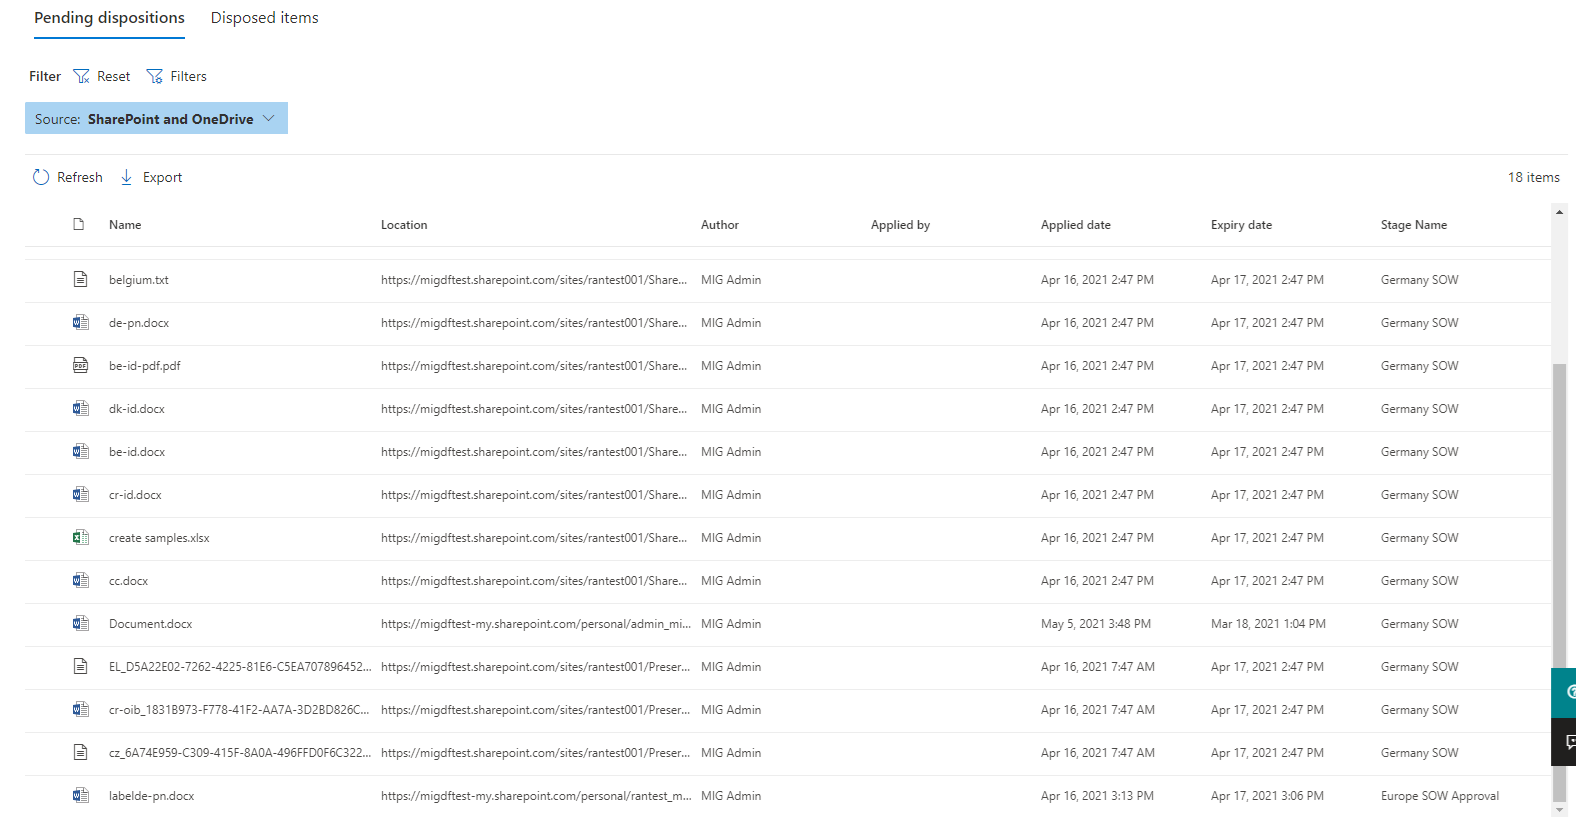 Pending dispositions Disposed items
Filter Reset Filters
Source: SharePoint and OneDrive
Refresh Export 18 items
Name Location Author Applied by Applied date Expiry date Stage Name
belgium.txt https://migdftest.sharepoint.com/sites/rantest001/Share... MIG Admin Apr 16, 2021 2:47 PM Apr 17, 2021 2:47 PM Germany SOW
de-pn.docx https://migdftest.sharepoint.com/sites/rantest001/Share... MIG Admin Apr 16, 2021 2:47 PM Apr 17, 2021 2:47 PM Germany SOW
be-id-pdf.pdf https://migdftest.sharepoint.com/sites/rantest001/Share... MIG Admin Apr 16, 2021 2:47 PM Apr 17, 2021 2:47 PM Germany SOW
dk-id.docx https://migdftest.sharepoint.com/sites/rantest001/Share... MIG Admin Apr 16, 2021 2:47 PM Apr 17, 2021 2:47 PM Germany SOW
be-id.docx https://migdftest.sharepoint.com/sites/rantest001/Share... MIG Admin Apr 16, 2021 2:47 PM Apr 17, 2021 2:47 PM Germany SOW
cr-id.docx https://migdftest.sharepoint.com/sites/rantest001/Share... MIG Admin Apr 16, 2021 2:47 PM Apr 17, 2021 2:47 PM Germany SOW
create samples.xlsx https://migdftest.sharepoint.com/sites/rantest001/Share... MIG Admin Apr 16, 2021 2:47 PM Apr 17, 2021 2:47 PM Germany SOW
cc.docx https://migdftest.sharepoint.com/sites/rantest001/Share... MIG Admin Apr 16, 2021 2:47 PM Apr 17, 2021 2:47 PM Germany SOW
Document.docx https://migdftest-my.sharepoint.com/personal/admin_mi... MIG Admin May 5, 2021 3:48 PM Mar 18, 2021 1:04 PM Germany SOW
EL_D5A22E02-7262-4225-81E6-C5EA707896452... https://migdftest.sharepoint.com/sites/rantest001/Preser... MIG Admin Apr 16, 2021 7:47 AM Apr 17, 2021 2:47 PM Germany SOW
cr-oib_1831B973-F778-41F2-AA7A-3D2BD826C... https://migdftest.sharepoint.com/sites/rantest001/Preser... MIG Admin Apr 16, 2021 7:47 AM Apr 17, 2021 2:47 PM Germany SOW
cz_6A74E959-C309-415F-8A0A-496FFD0F6C322... https://migdftest.sharepoint.com/sites/rantest001/Preser... MIG Admin Apr 16, 2021 7:47 AM Apr 17, 2021 2:47 PM Germany SOW
labelde-pn.docx https://migdftest-my.sharepoint.com/personal/rantest_m... MIG Admin Apr 16, 2021 3:13 PM Apr 17, 2021 3:06 PM Europe SOW Approval